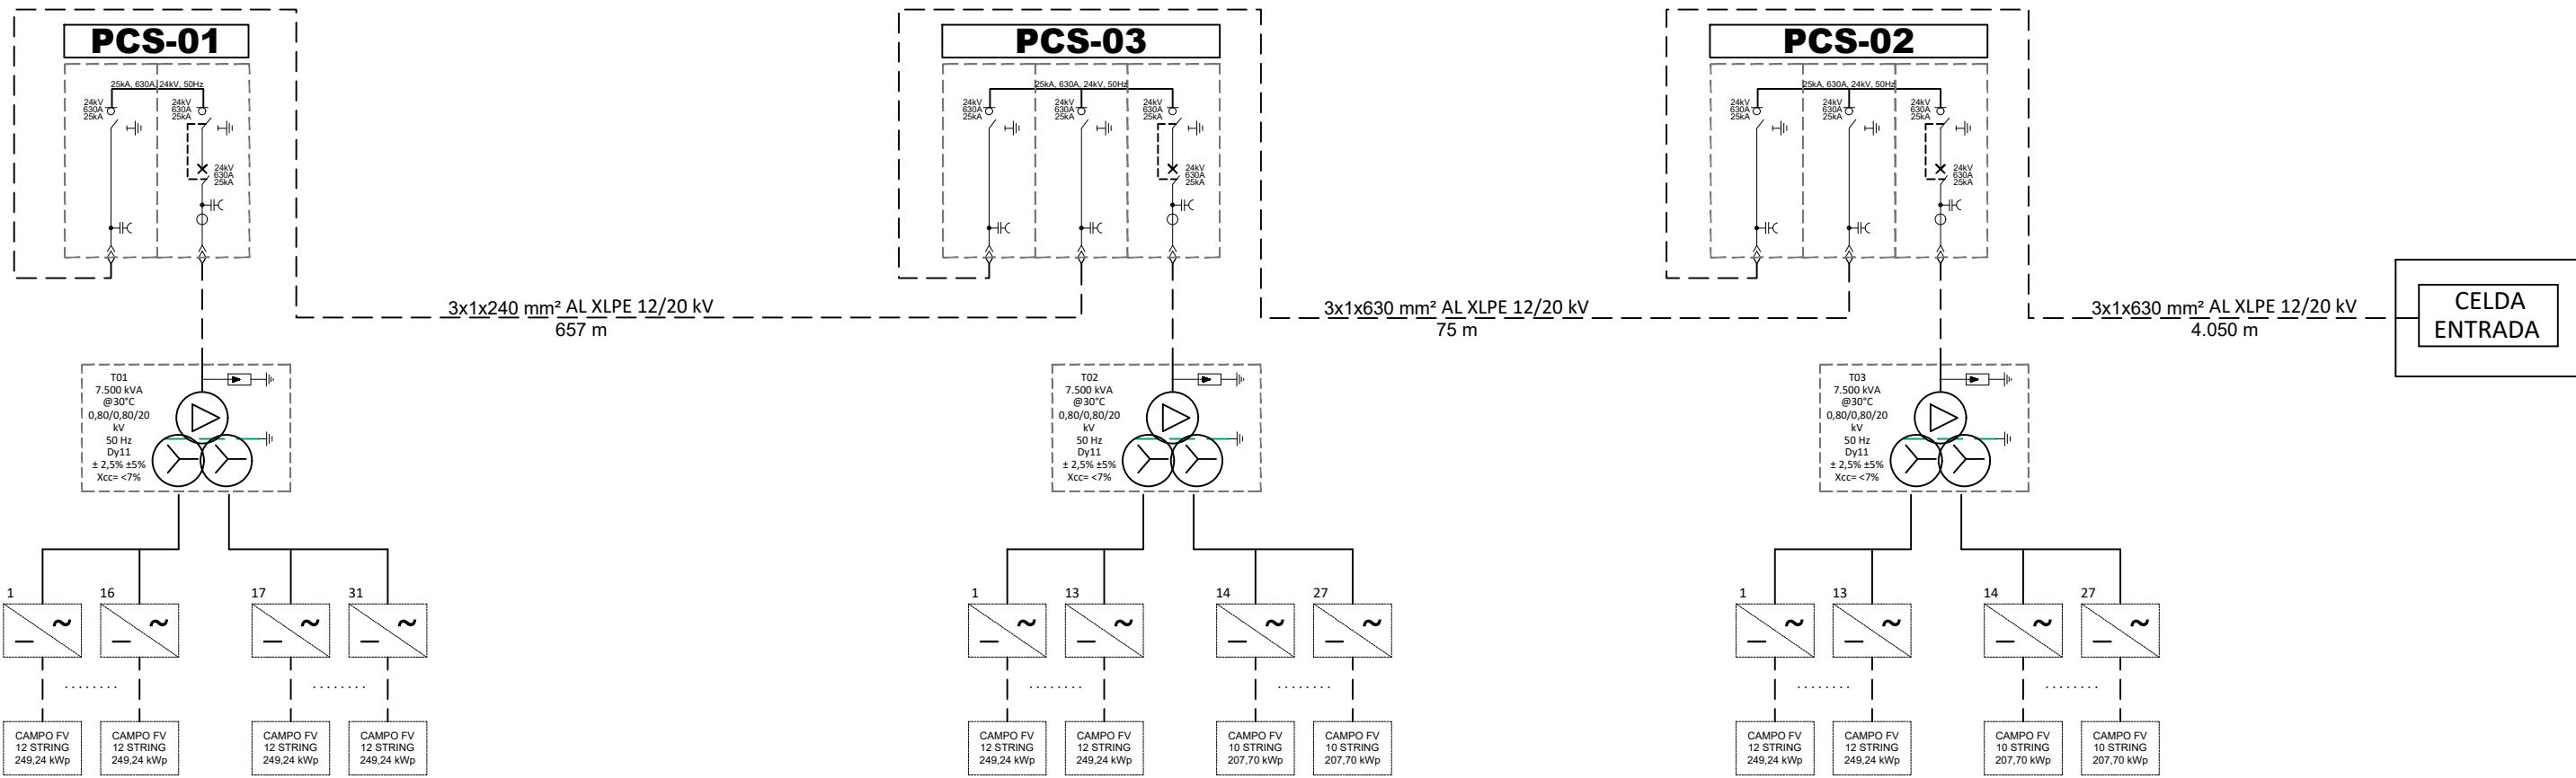 PCS-01
25kA, 630A, 24kV, 50Hz
24kV
630A
25kA
24kV
630A
25kA
24kV
630A
25kA
PCS-03
25kA, 630A, 24kV, 50Hz
24kV
630A
25kA
24kV
630A
25kA
24kV
630A
25kA
24kV
630A
25kA
PCS-02
25kA, 630A, 24kV, 50Hz
24kV
630A
25kA
24kV
630A
25kA
24kV
630A
25kA
24kV
630A
25kA
3x1x240 mm² AL XLPE 12/20 kV
657 m
3x1x630 mm² AL XLPE 12/20 kV
75 m
3x1x630 mm² AL XLPE 12/20 kV
4.050 m
CELDA
ENTRADA
T01
7.500 kVA
@30°C
0,80/0,80/20
kV
50 Hz
Dy11
± 2,5% ±5%
Xcc= <7%
T02
7.500 kVA
@30°C
0,80/0,80/20
kV
50 Hz
Dy11
± 2,5% ±5%
Xcc= <7%
T03
7.500 kVA
@30°C
0,80/0,80/20
kV
50 Hz
Dy11
± 2,5% ±5%
Xcc= <7%
1
16
17
31
1
13
14
27
1
13
14
27
CAMPO FV
12 STRING
249,24 kWp
CAMPO FV
12 STRING
249,24 kWp
CAMPO FV
12 STRING
249,24 kWp
CAMPO FV
12 STRING
249,24 kWp
CAMPO FV
12 STRING
249,24 kWp
CAMPO FV
12 STRING
249,24 kWp
CAMPO FV
10 STRING
207,70 kWp
CAMPO FV
10 STRING
207,70 kWp
CAMPO FV
12 STRING
249,24 kWp
CAMPO FV
12 STRING
249,24 kWp
CAMPO FV
10 STRING
207,70 kWp
CAMPO FV
10 STRING
207,70 kWp